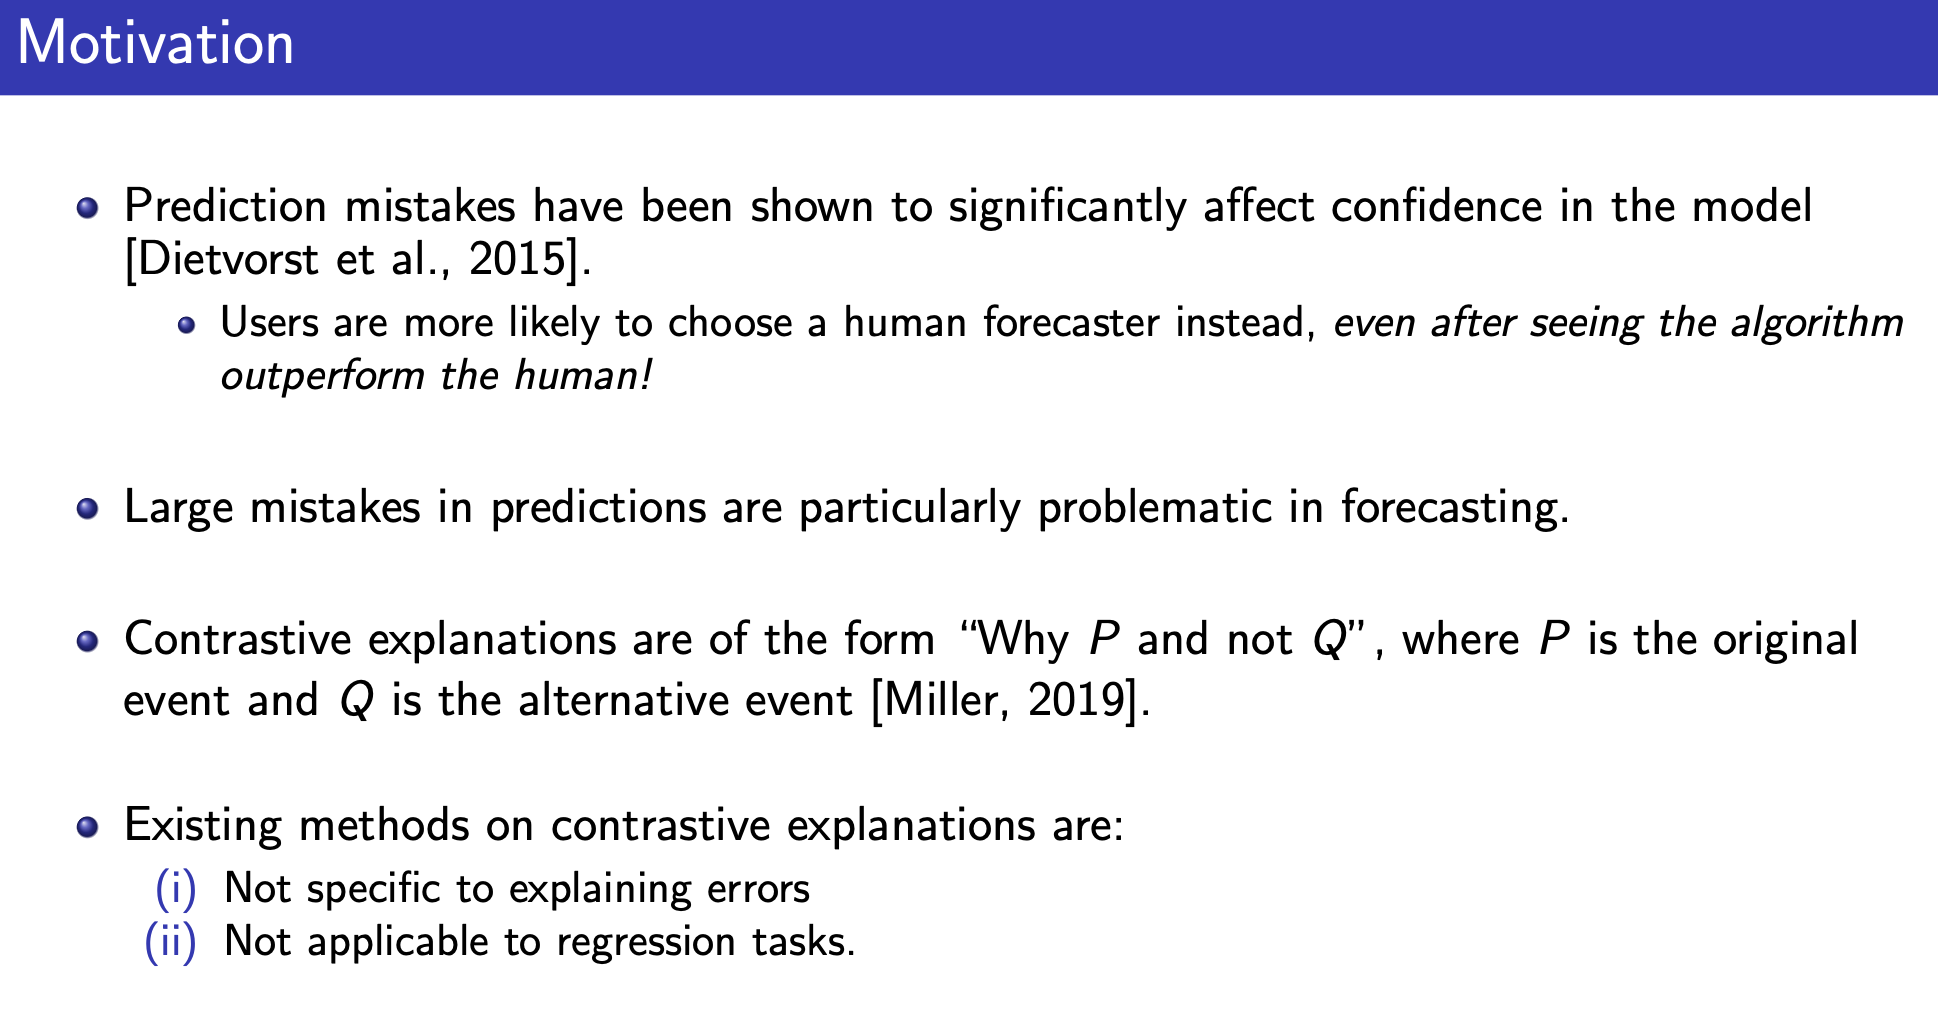 Motivation
Prediction mistakes have been shown to significantly affect confidence in the model
[Dietvorst et al., 2015].
Users are more likely to choose a human forecaster instead, even after seeing the algorithm
outperform the human!
Large mistakes in predictions are particularly problematic in forecasting.
Contrastive explanations are of the form “Why P and not Q”, where P is the original
event and Q is the alternative event [Miller, 2019].
Existing methods on contrastive explanations are:
(i) Not specific to explaining errors
(ii) Not applicable to regression tasks.